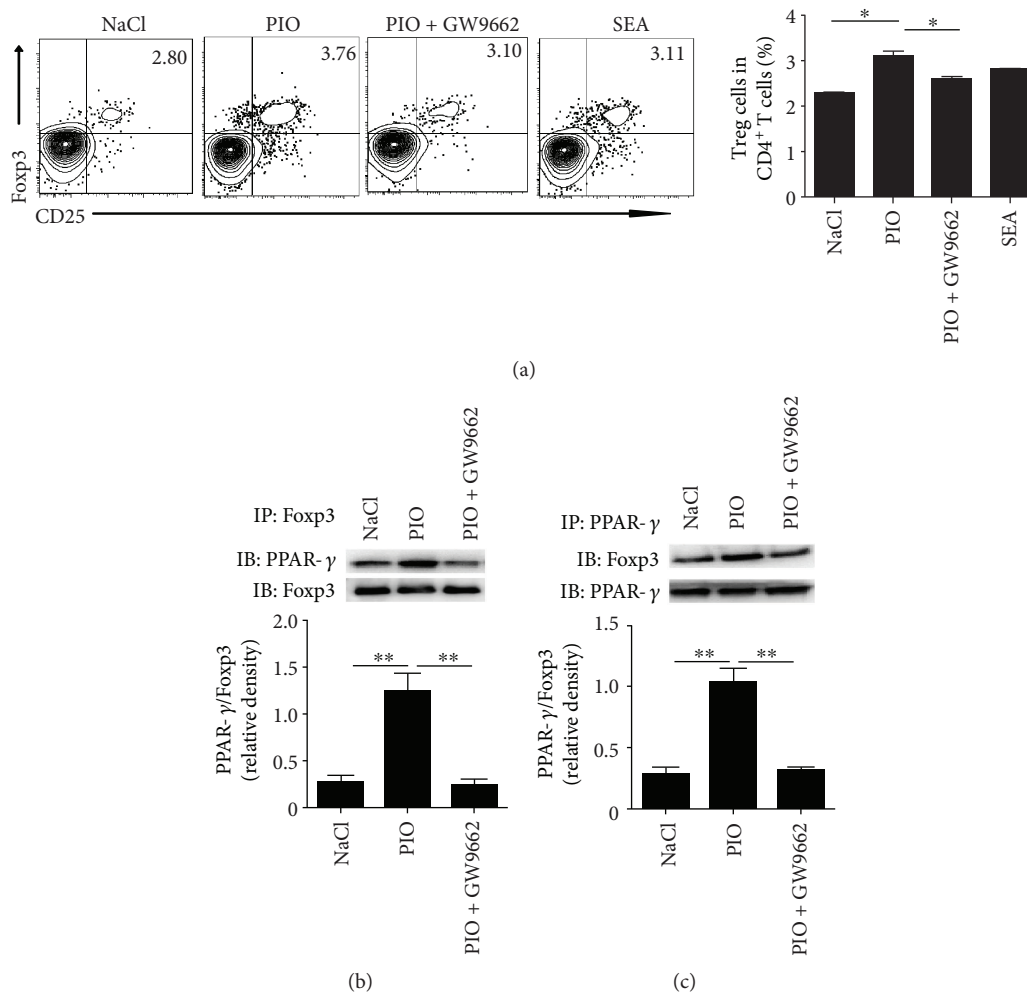 NaCl
PIO
PIO + GW9662
SEA
2.80
3.76
3.10
3.11
Foxp3
CD25
Treg cells in
CD4⁺ T cells (%)
4
3
2
1
0
*
*
NaCl
PIO
PIO + GW9662
SEA
(a)
IP: Foxp3
NaCl
PIO
PIO + GW9662
IB: PPAR-γ
IB: Foxp3
PPAR-γ/Foxp3
(relative density)
2.0
1.5
1.0
0.5
0
**
**
NaCl
PIO
PIO + GW9662
(b)
IP: PPAR-γ
NaCl
PIO
PIO + GW9662
IB: Foxp3
IB: PPAR-γ
PPAR-γ/Foxp3
(relative density)
1.5
1.0
0.5
0
**
**
NaCl
PIO
PIO + GW9662
(c)